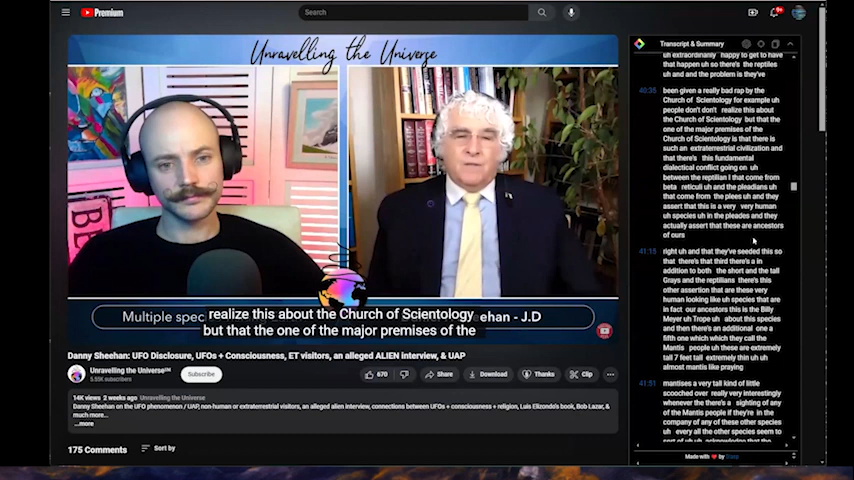 Premium
Search
9+
Unravelling the Universe
Multiple spec
ehan - J.D
realize this about the Church of Scientology
but that the one of the major premises of the
Danny Sheehan: UFO Disclosure, UFOs + Consciousness, ET visitors, an alleged ALIEN interview, & UAP
Unravelling the Universe℠
5.53K subscribers
Subscribe
670
Share
Download
Thanks
Clip
14K views 2 weeks ago Unravelling the Universe
Danny Sheehan on the UFO phenomenon / UAP, non-human or extraterrestrial visitors, an alleged alien interview, connections between UFOs + consciousness + religion, Luis Elizondo's book, Bob Lazar, &
much more...
...more
175 Comments
Sort by
Transcript & Summary
uh extraordinarily happy to get to have
that happen uh so there's the reptiles
uh and and the problem is they've
40:35
been given a really bad rap by the
Church of Scientology for example uh
people don't don't realize this about
the Church of Scientology but that the
one of the major premises of the
Church of Scientology is that there is
such an extraterrestrial civilization and
that there's this fundamental
dialectical conflict going on uh
between the reptilian I that come from
beta reticuli uh and the pleadians uh
that come from the plees uh and they
assert that this is a very very human
uh species uh in the pleades and they
actually assert that these are ancestors
of ours
41:15
right uh and that they've seeded this so
that there's that third there's a in
addition to both the short and the tall
Grays and the reptilians there's this
other assertion that are these very
human looking like uh species that are
in fact our ancestors this is the Billy
Meyer uh Trope uh about this species
and then there's an additional one a
fifth one which which they call the
Mantis people uh these are extremely
tall 7 feet tall extremely thin uh uh
almost mantis like praying
41:51
mantises a very tall kind of little
scooched over really very interestingly
whenever the there's a sighting of any
of the Mantis people if they're in the
company of any of these other species
uh every all the other species seem to
sort of uh uh acknowledge that the
Made with ❤ by